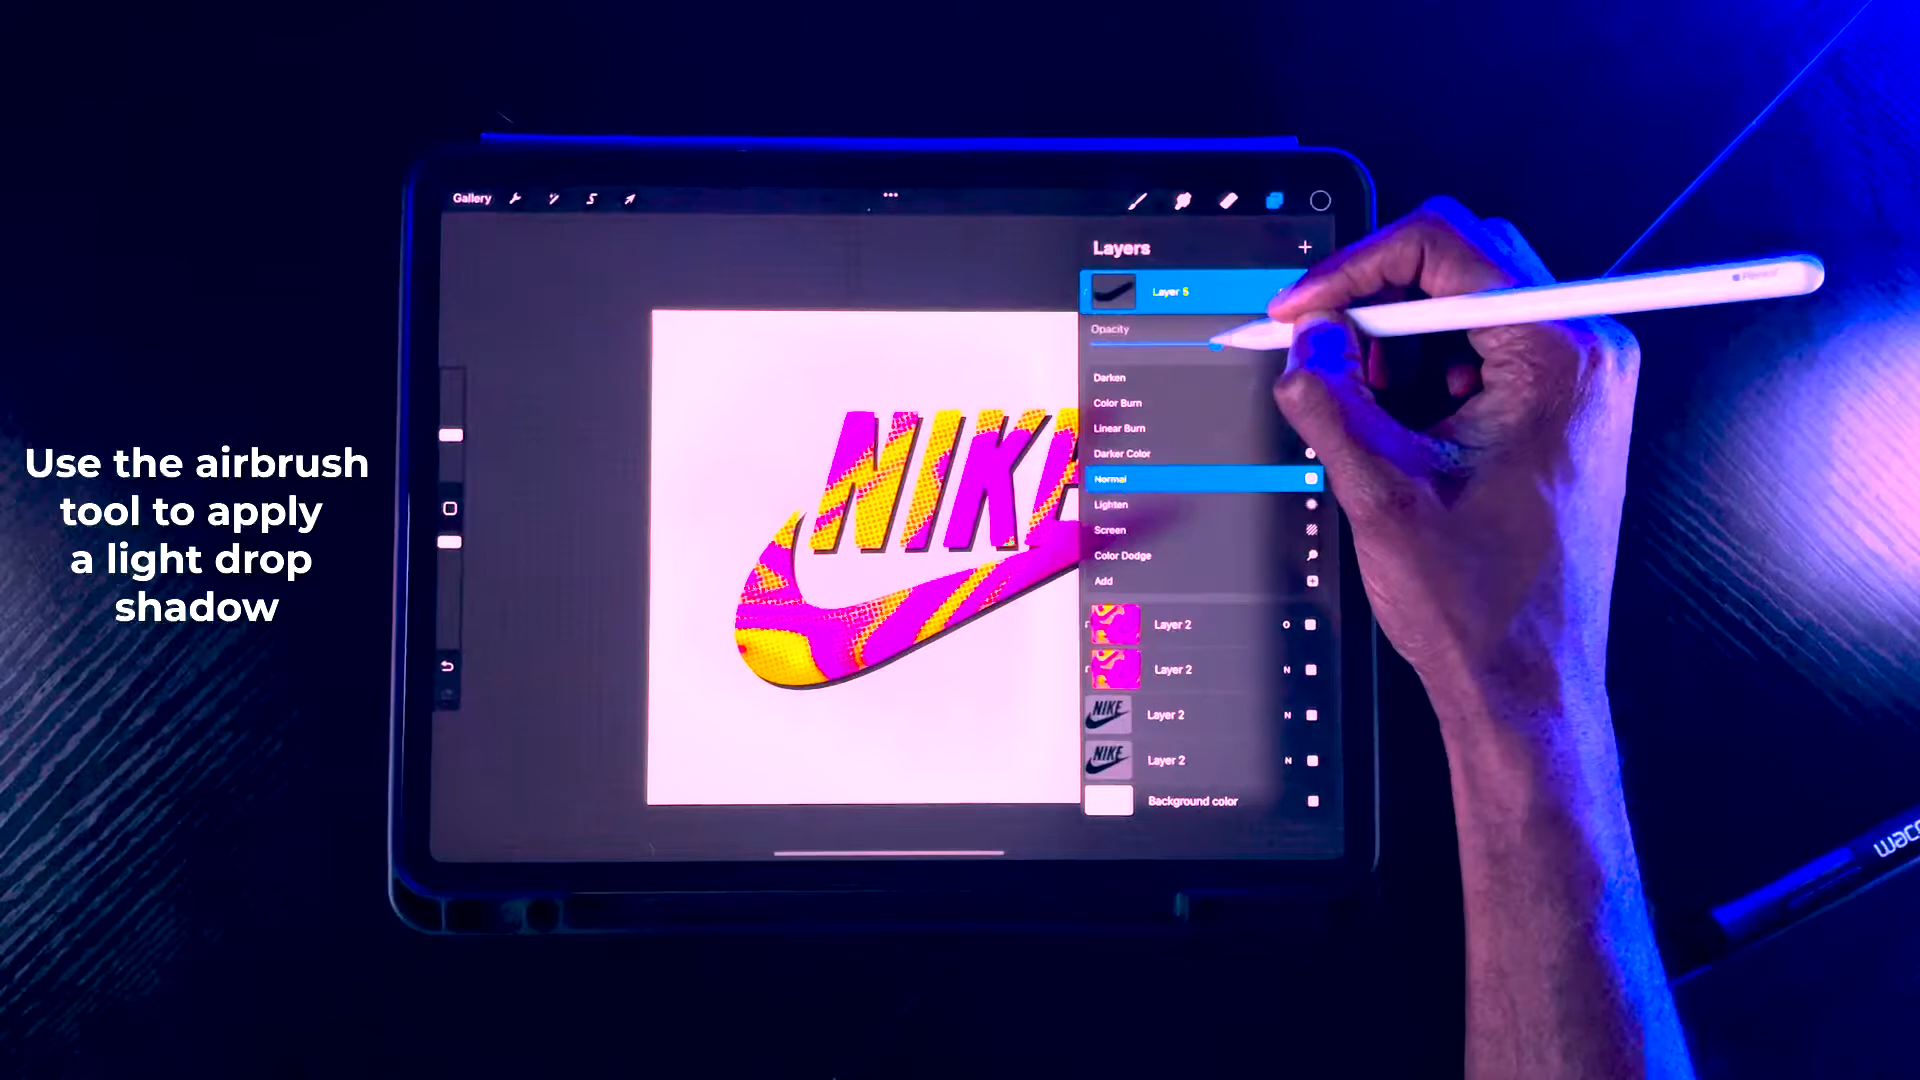 Use the airbrush
tool to apply
a light drop
shadow
Gallery
Layers
Layer 5
Opacity
Darken
Color Burn
Linear Burn
Darker Color
Normal
Lighten
Screen
Color Dodge
Add
Layer 2 O
Layer 2 N
NIKE Layer 2 N
NIKE Layer 2 N
Background color
NIKE
Pencil